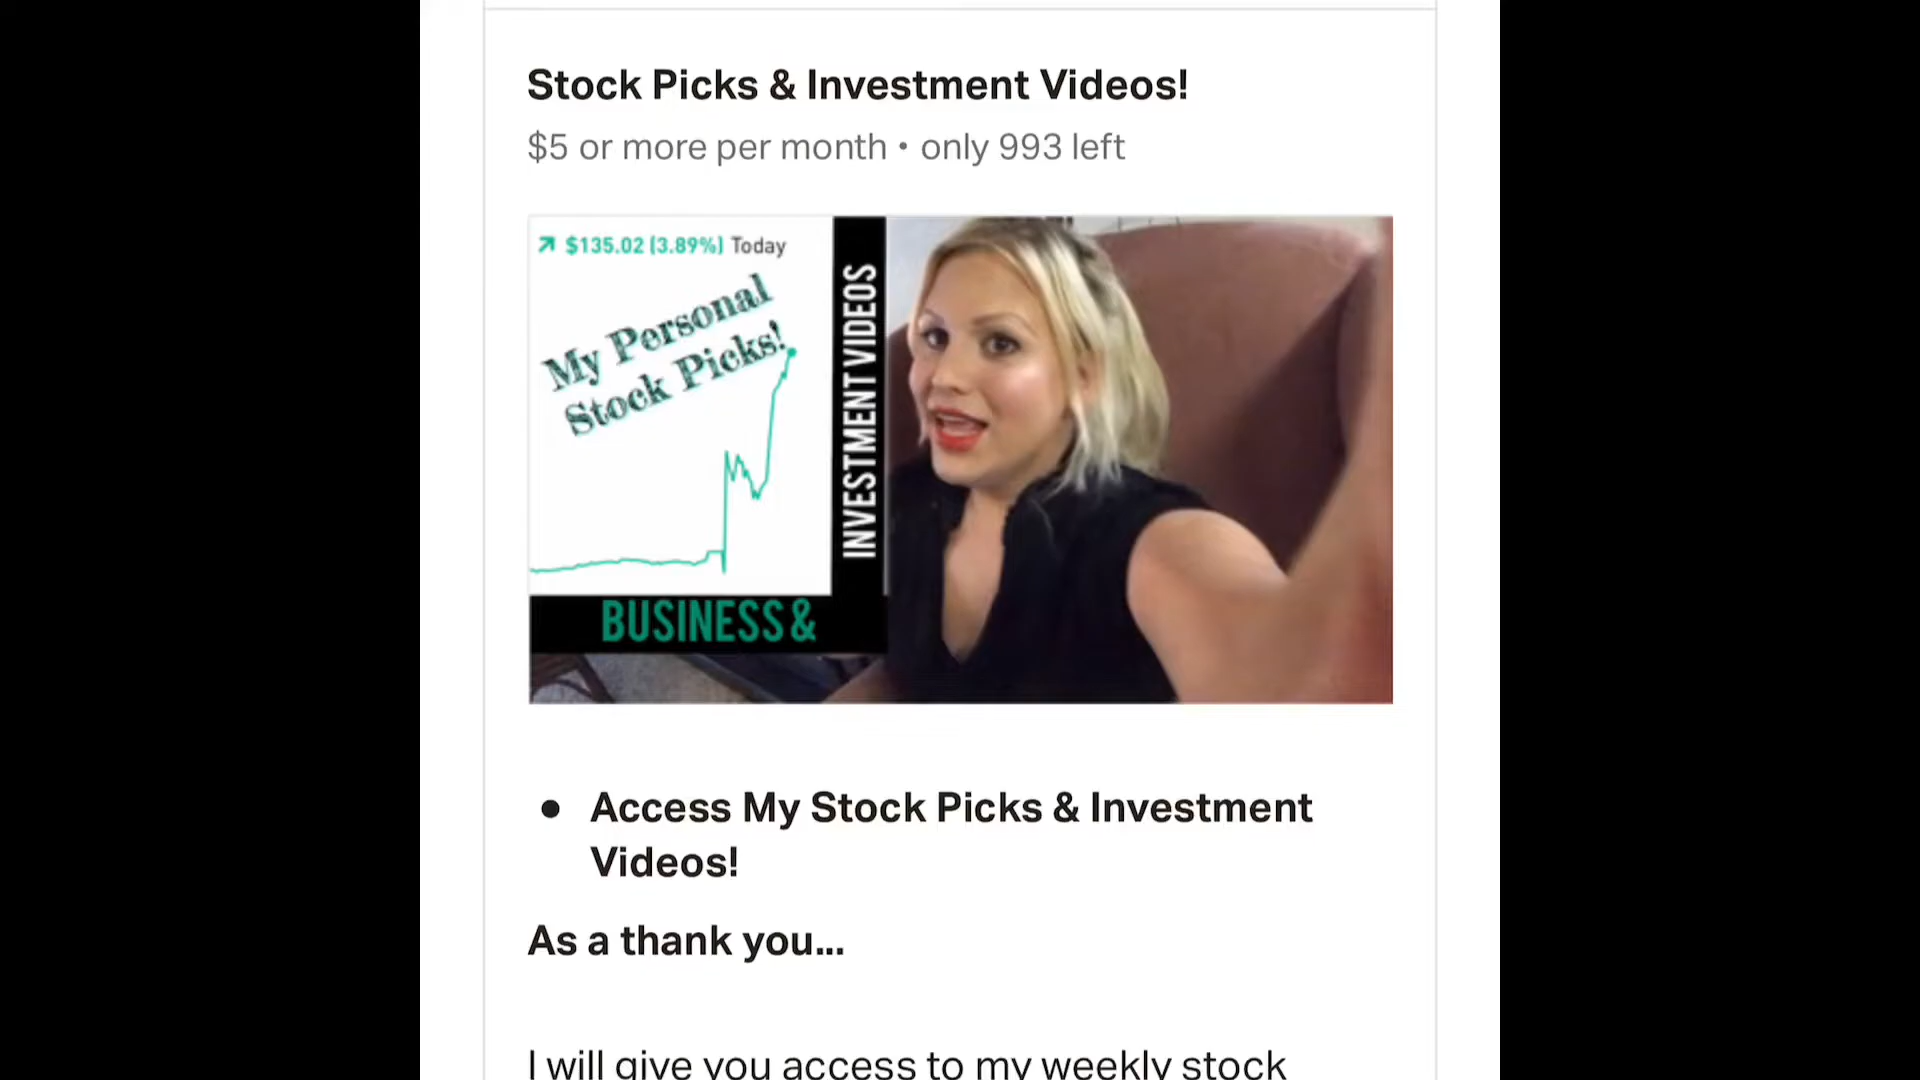 Stock Picks & Investment Videos!
$5 or more per month • only 993 left
$135.02 (3.89%) Today
My Personal
Stock Picks!
INVESTMENT VIDEOS
BUSINESS &
● Access My Stock Picks & Investment
Videos!
As a thank you...
I will give you access to my weekly stock